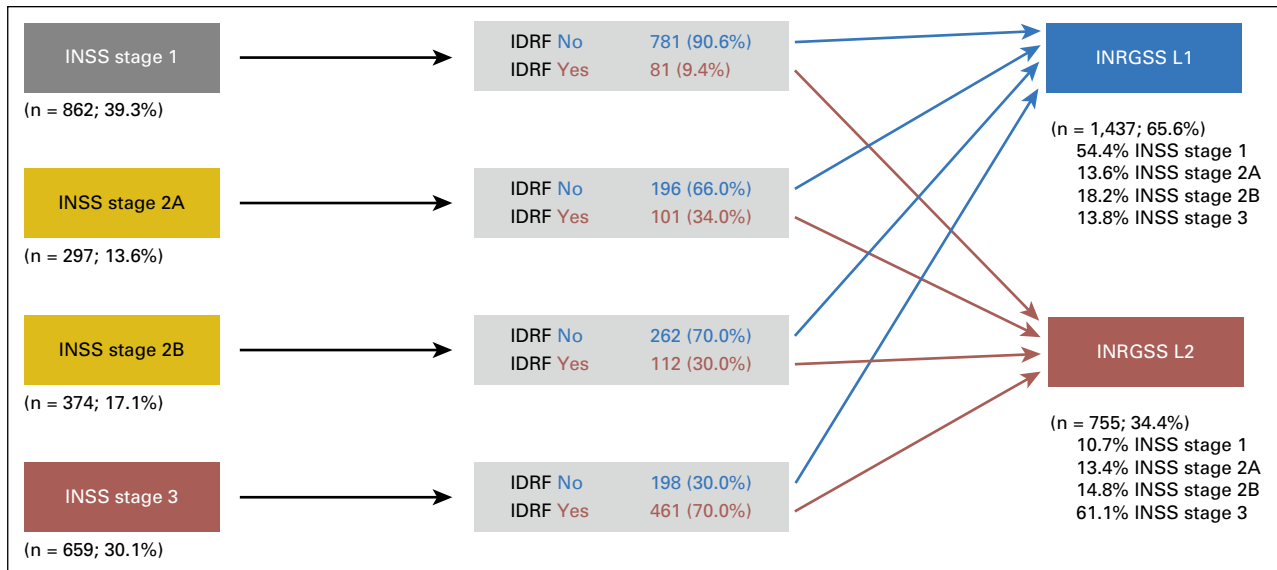 INSS stage 1
(n = 862; 39.3%)
IDRF No 781 (90.6%)
IDRF Yes 81 (9.4%)
INSS stage 2A
(n = 297; 13.6%)
IDRF No 196 (66.0%)
IDRF Yes 101 (34.0%)
INSS stage 2B
(n = 374; 17.1%)
IDRF No 262 (70.0%)
IDRF Yes 112 (30.0%)
INSS stage 3
(n = 659; 30.1%)
IDRF No 198 (30.0%)
IDRF Yes 461 (70.0%)
INRGSS L1
(n = 1,437; 65.6%)
54.4% INSS stage 1
13.6% INSS stage 2A
18.2% INSS stage 2B
13.8% INSS stage 3
INRGSS L2
(n = 755; 34.4%)
10.7% INSS stage 1
13.4% INSS stage 2A
14.8% INSS stage 2B
61.1% INSS stage 3